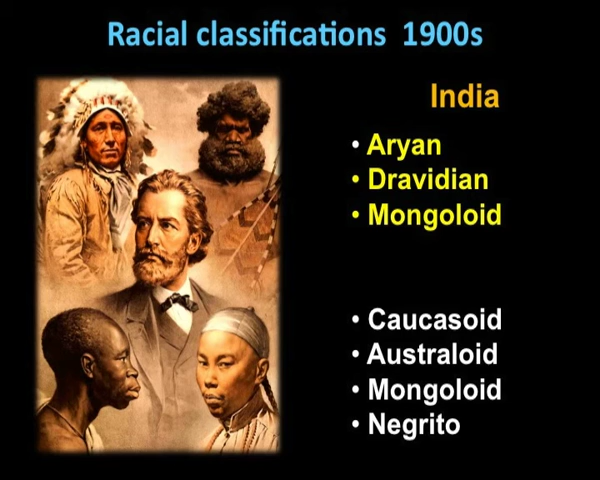 Racial classifications 1900s
India
• Aryan
• Dravidian
• Mongoloid
• Caucasoid
• Australoid
• Mongoloid
• Negrito